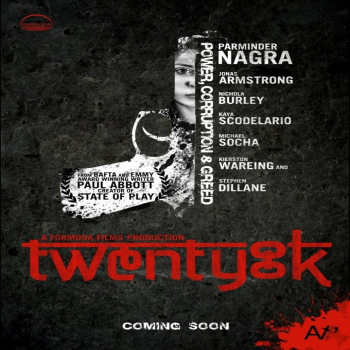 PARMINDER
NAGRA
JONAS
ARMSTRONG
NICHOLA
BURLEY
KAYA
SCODELARIO
MICHAEL
SOCHA
KIERSTON
WAREING AND
STEPHEN
DILLANE
POWER, CORRUPTION & GREED
FROM BAFTA AND EMMY
AWARD WINNING WRITER
PAUL ABBOTT
CREATOR OF
STATE OF PLAY
A FORMOSA FILMS PRODUCTION
twenty8k
COMING SOON